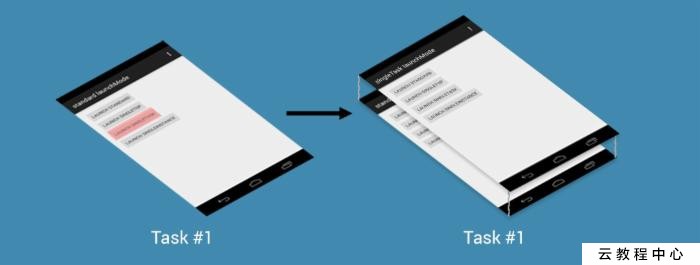 standard launchMode
LAUNCH STANDARD
LAUNCH SINGLETOP
LAUNCH SINGLETASK
LAUNCH SINGLEINSTANCE
Task #1
singleTask launchMode
LAUNCH STANDARD
LAUNCH SINGLETOP
LAUNCH SINGLETASK
LAUNCH SINGLEINSTANCE
Task #1
云教程中心